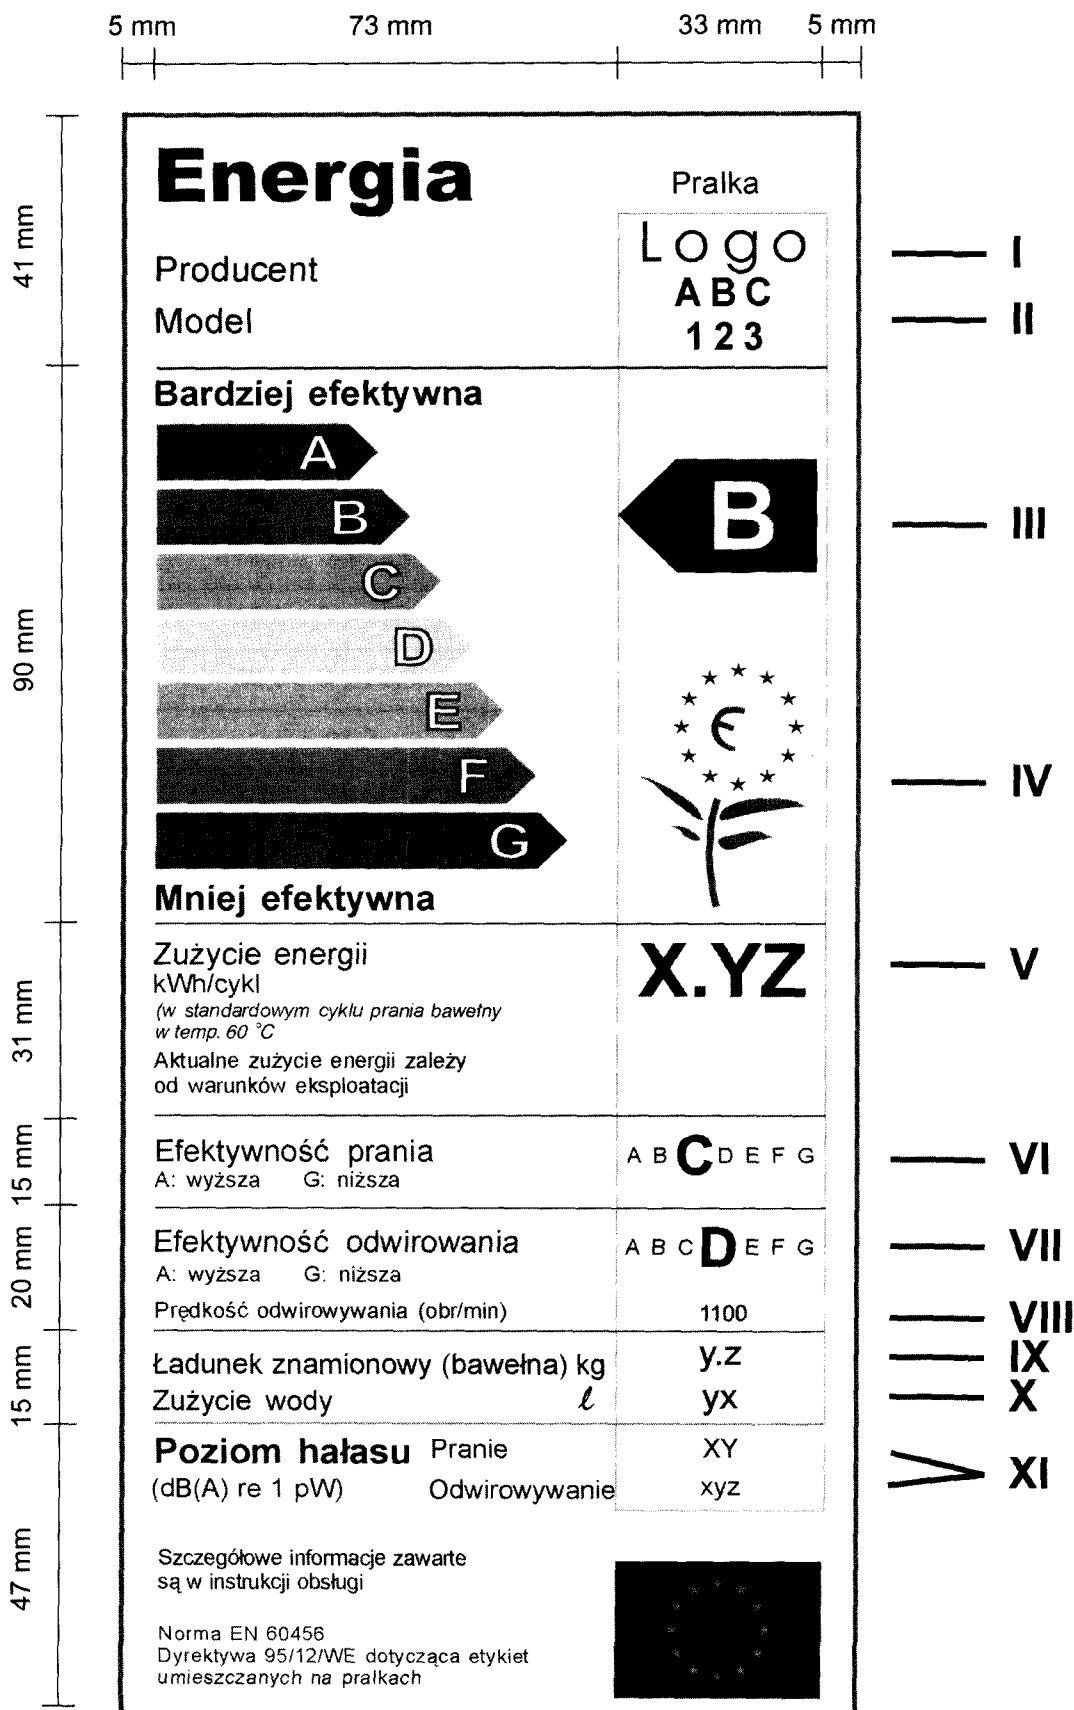 5 mm 73 mm 33 mm 5 mm
41 mm
90 mm
31 mm
15 mm
20 mm
15 mm
47 mm
Energia
Pralka
Producent
Logo
I
Model
ABC
123
II
Bardziej efektywna
A
B
B
III
C
D
E
F
IV
G
Mniej efektywna
Zużycie energii
X.YZ
V
kWh/cykl
(w standardowym cyklu prania bawełny
w temp. 60 °C
Aktualne zużycie energii zależy
od warunków eksploatacji
Efektywność prania
A B C D E F G
VI
A: wyższa G: niższa
Efektywność odwirowania
A B C D E F G
VII
A: wyższa G: niższa
Prędkość odwirowywania (obr/min) 1100
VIII
Ładunek znamionowy (bawełna) kg y.z
IX
Zużycie wody ℓ yx
X
Poziom hałasu Pranie XY
XI
(dB(A) re 1 pW) Odwirowywanie xyz
Szczegółowe informacje zawarte
są w instrukcji obsługi
Norma EN 60456
Dyrektywa 95/12/WE dotycząca etykiet
umieszczanych na pralkach